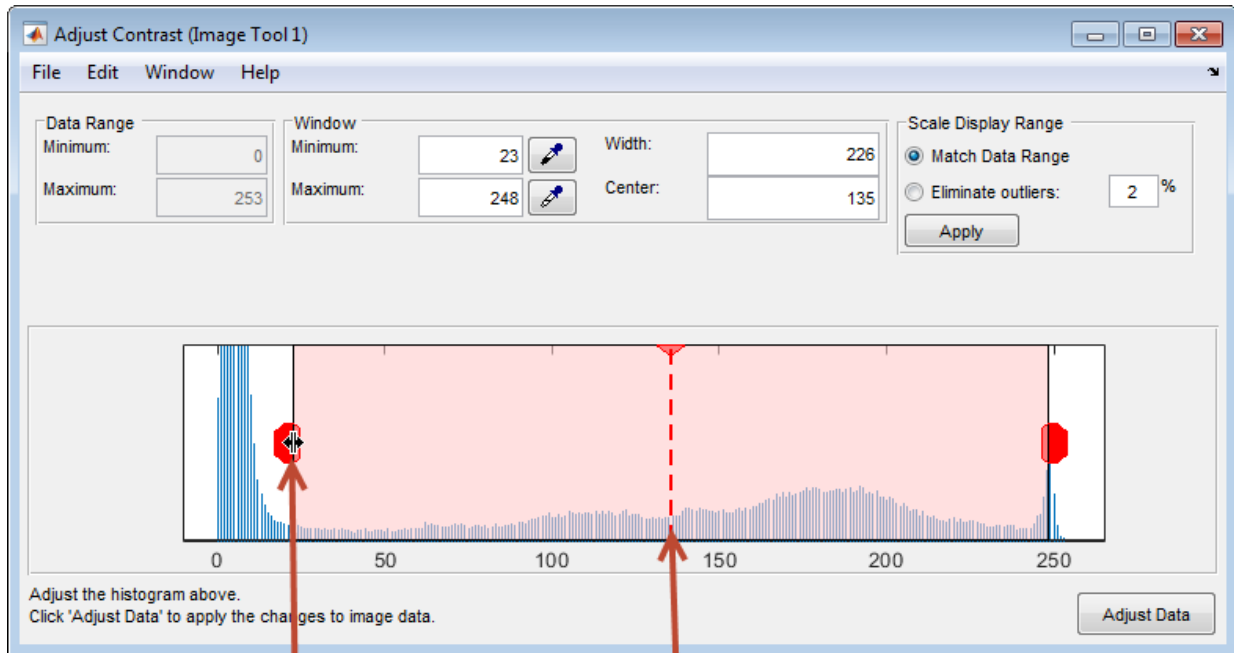 Adjust Contrast (Image Tool 1)
File Edit Window Help
Data Range
Minimum: 0
Maximum: 253
Window
Minimum: 23
Maximum: 248
Width: 226
Center: 135
Scale Display Range
Match Data Range
Eliminate outliers: 2 %
Apply
0 50 100 150 200 250
Adjust the histogram above.
Click 'Adjust Data' to apply the changes to image data.
Adjust Data